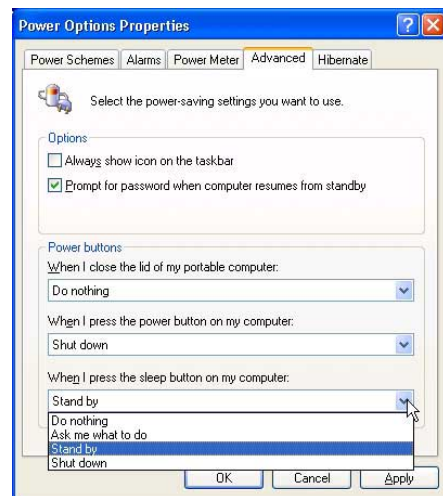 Power Options Properties
Power Schemes Alarms Power Meter Advanced Hibernate
Select the power-saving settings you want to use.
Options
Always show icon on the taskbar
Prompt for password when computer resumes from standby
Power buttons
When I close the lid of my portable computer:
Do nothing
When I press the power button on my computer:
Shut down
When I press the sleep button on my computer:
Stand by
Do nothing
Ask me what to do
Stand by
Shut down
OK Cancel Apply